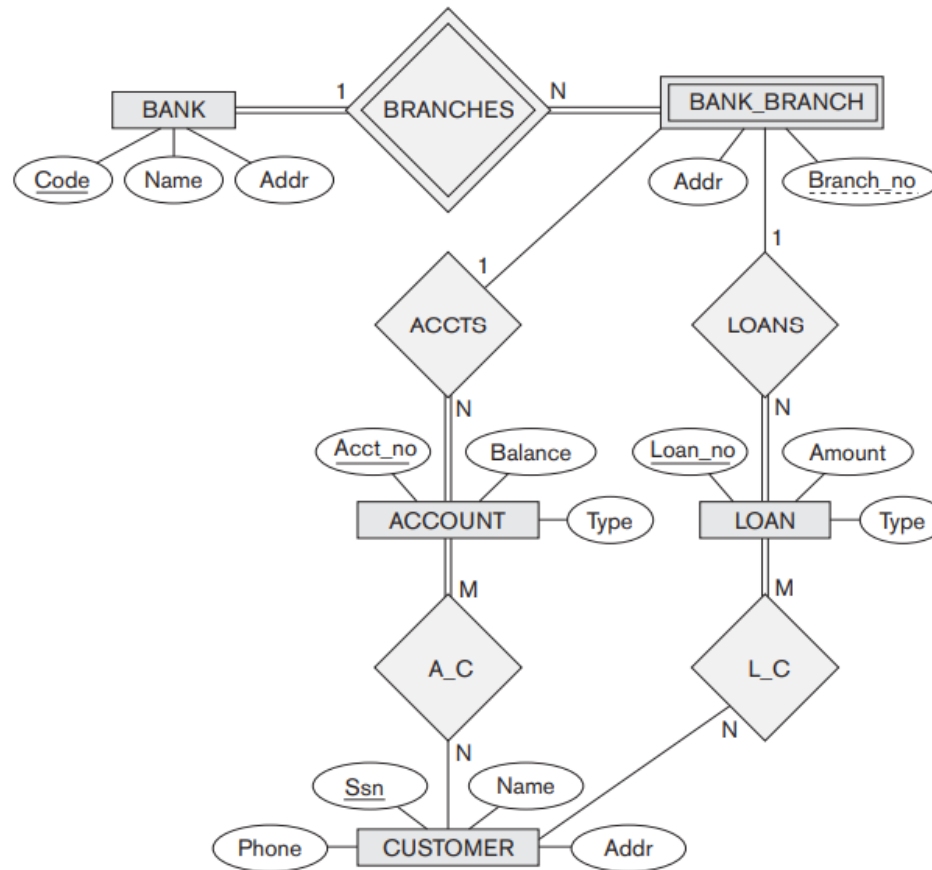 1
BRANCHES
N
BANK
BANK_BRANCH
Code
Name
Addr
Addr
Branch_no
1
1
ACCTS
LOANS
N
N
Acct_no
Balance
Loan_no
Amount
ACCOUNT
Type
LOAN
Type
M
M
A_C
L_C
N
N
Ssn
Name
Phone
CUSTOMER
Addr